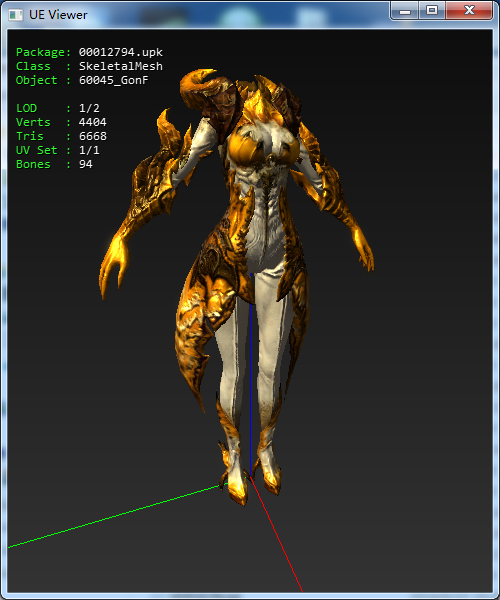 UE Viewer
Package: 00012794.upk
Class : SkeletalMesh
Object : 60045_GonF
LOD : 1/2
Verts : 4404
Tris : 6668
UV Set : 1/1
Bones : 94